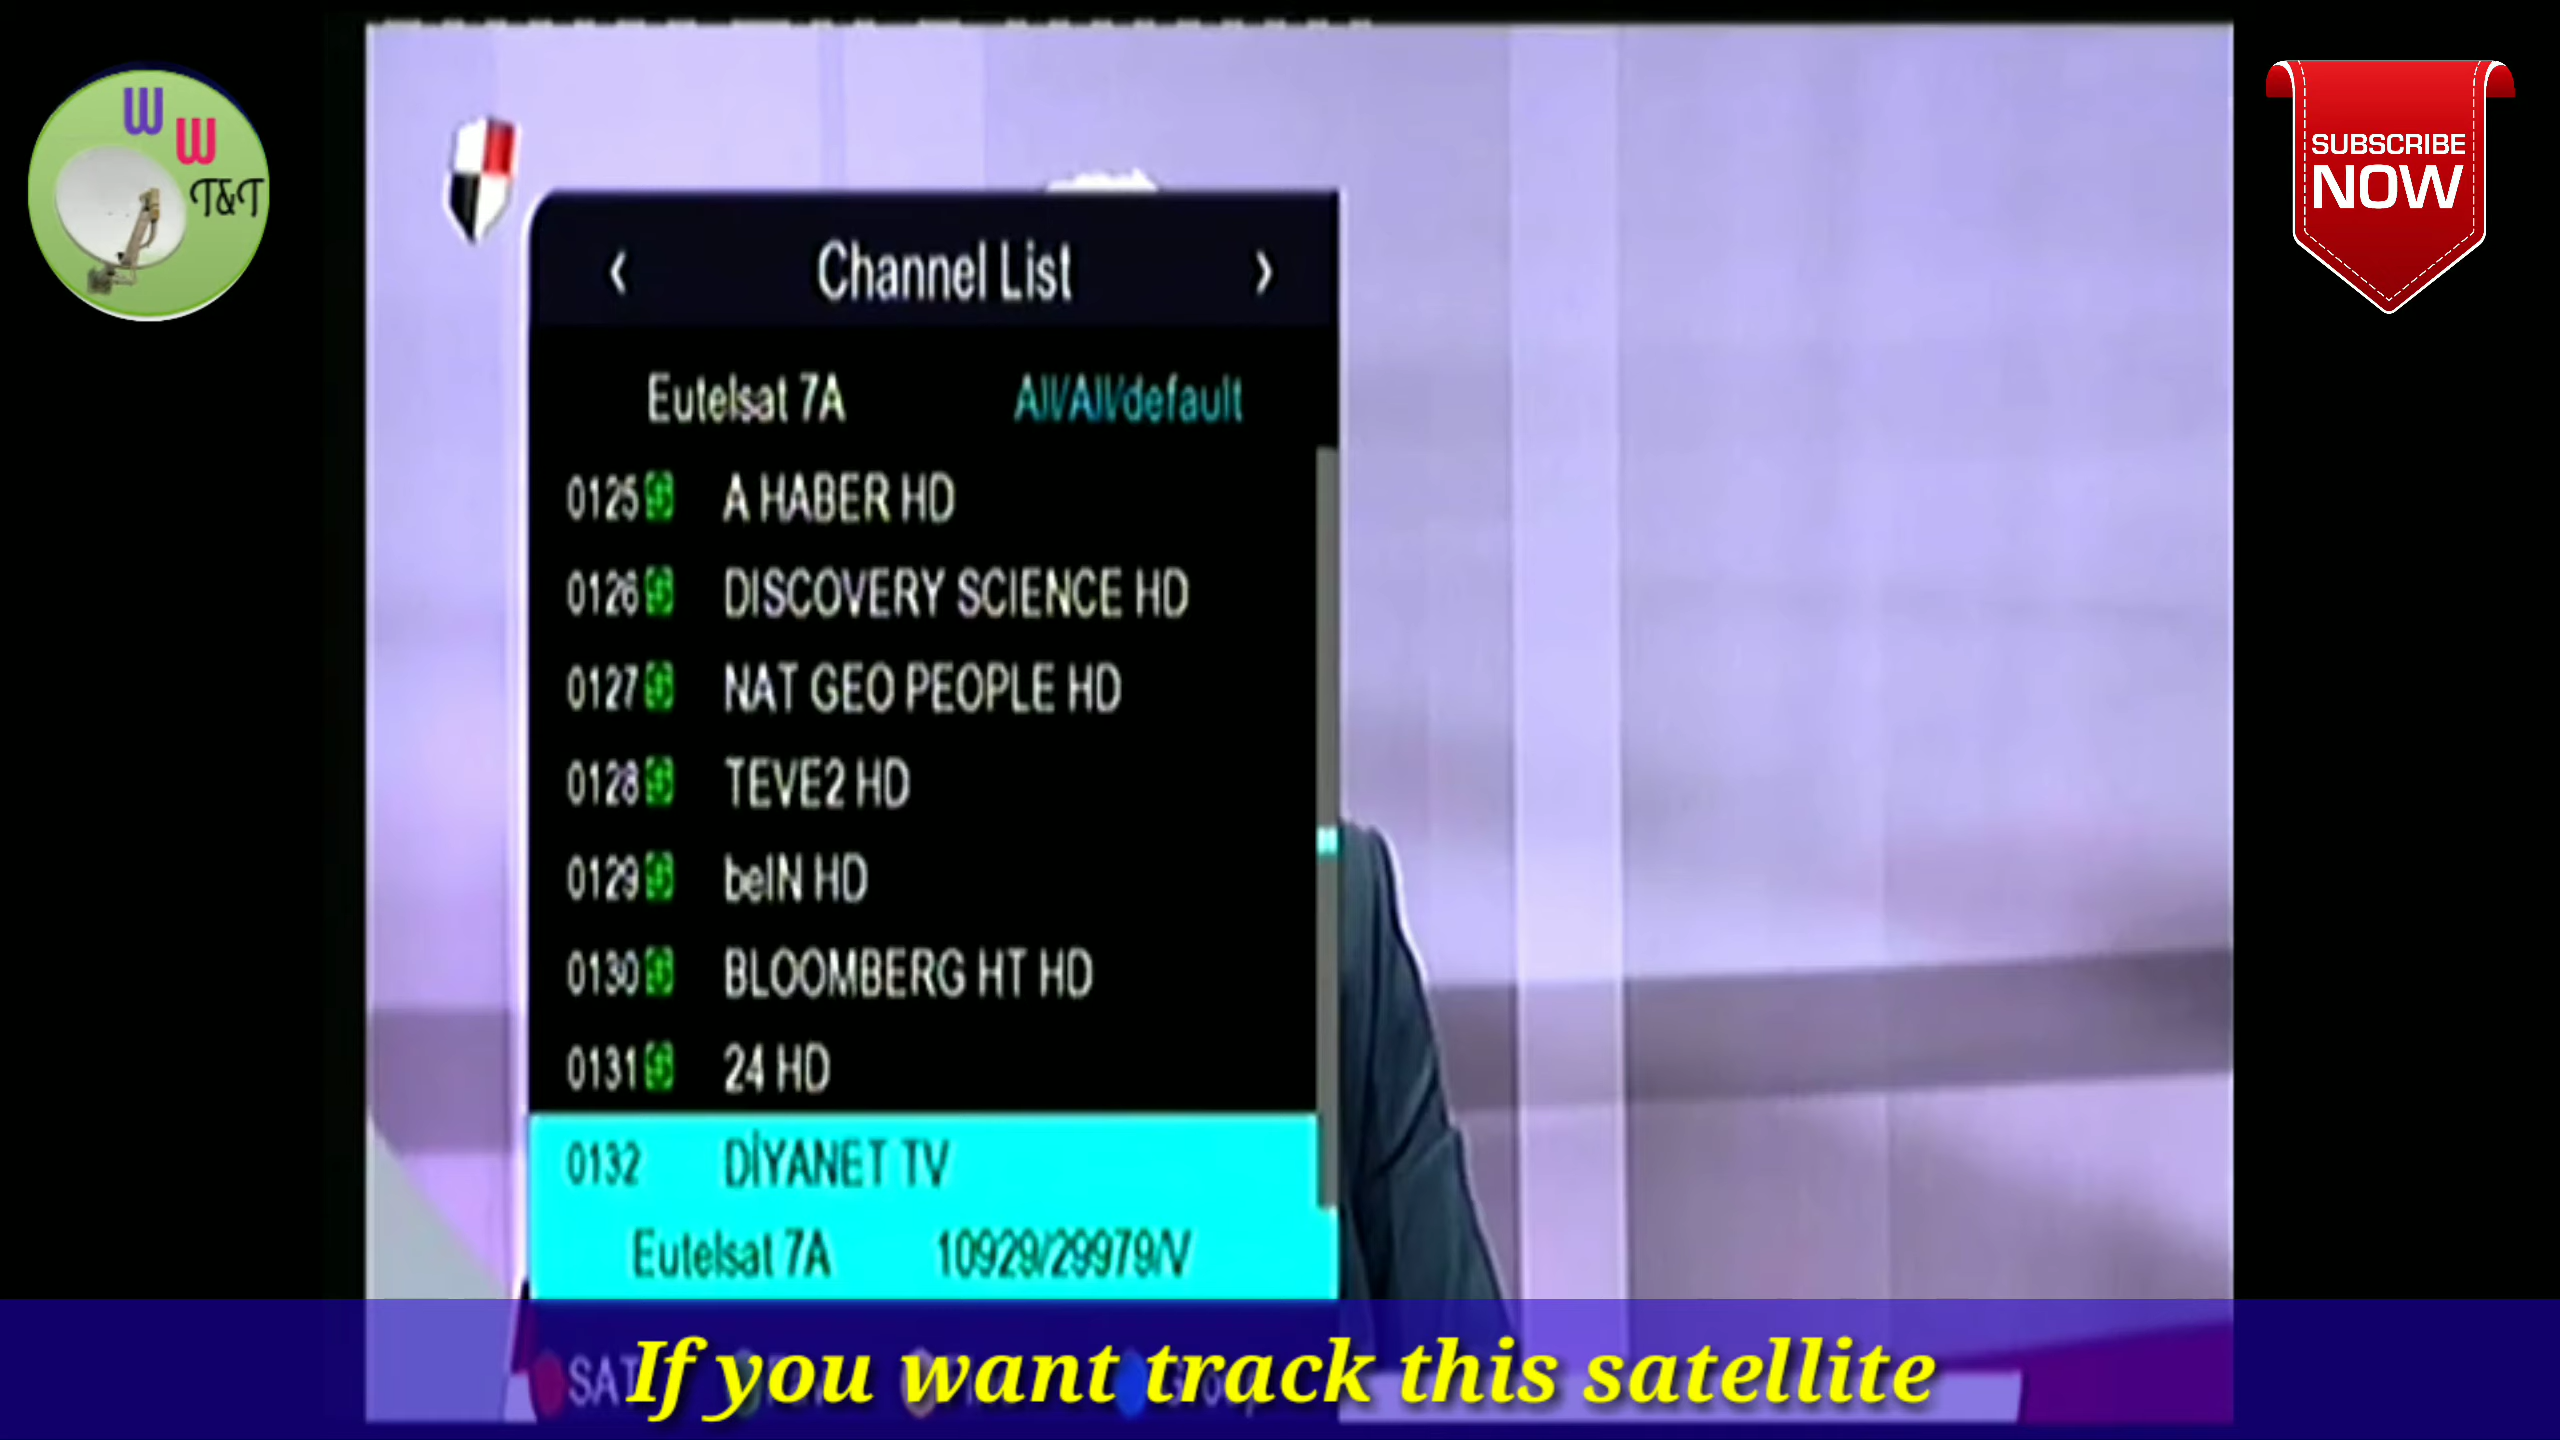 W
W
T&T
SUBSCRIBE
NOW
‹ Channel List ›
Eutelsat 7A All/All/default
0125 A HABER HD
0126 DISCOVERY SCIENCE HD
0127 NAT GEO PEOPLE HD
0128 TEVE2 HD
0129 beIN HD
0130 BLOOMBERG HT HD
0131 24 HD
0132 DİYANET TV
Eutelsat 7A 10929/29979/V
SAT
If you want track this satellite